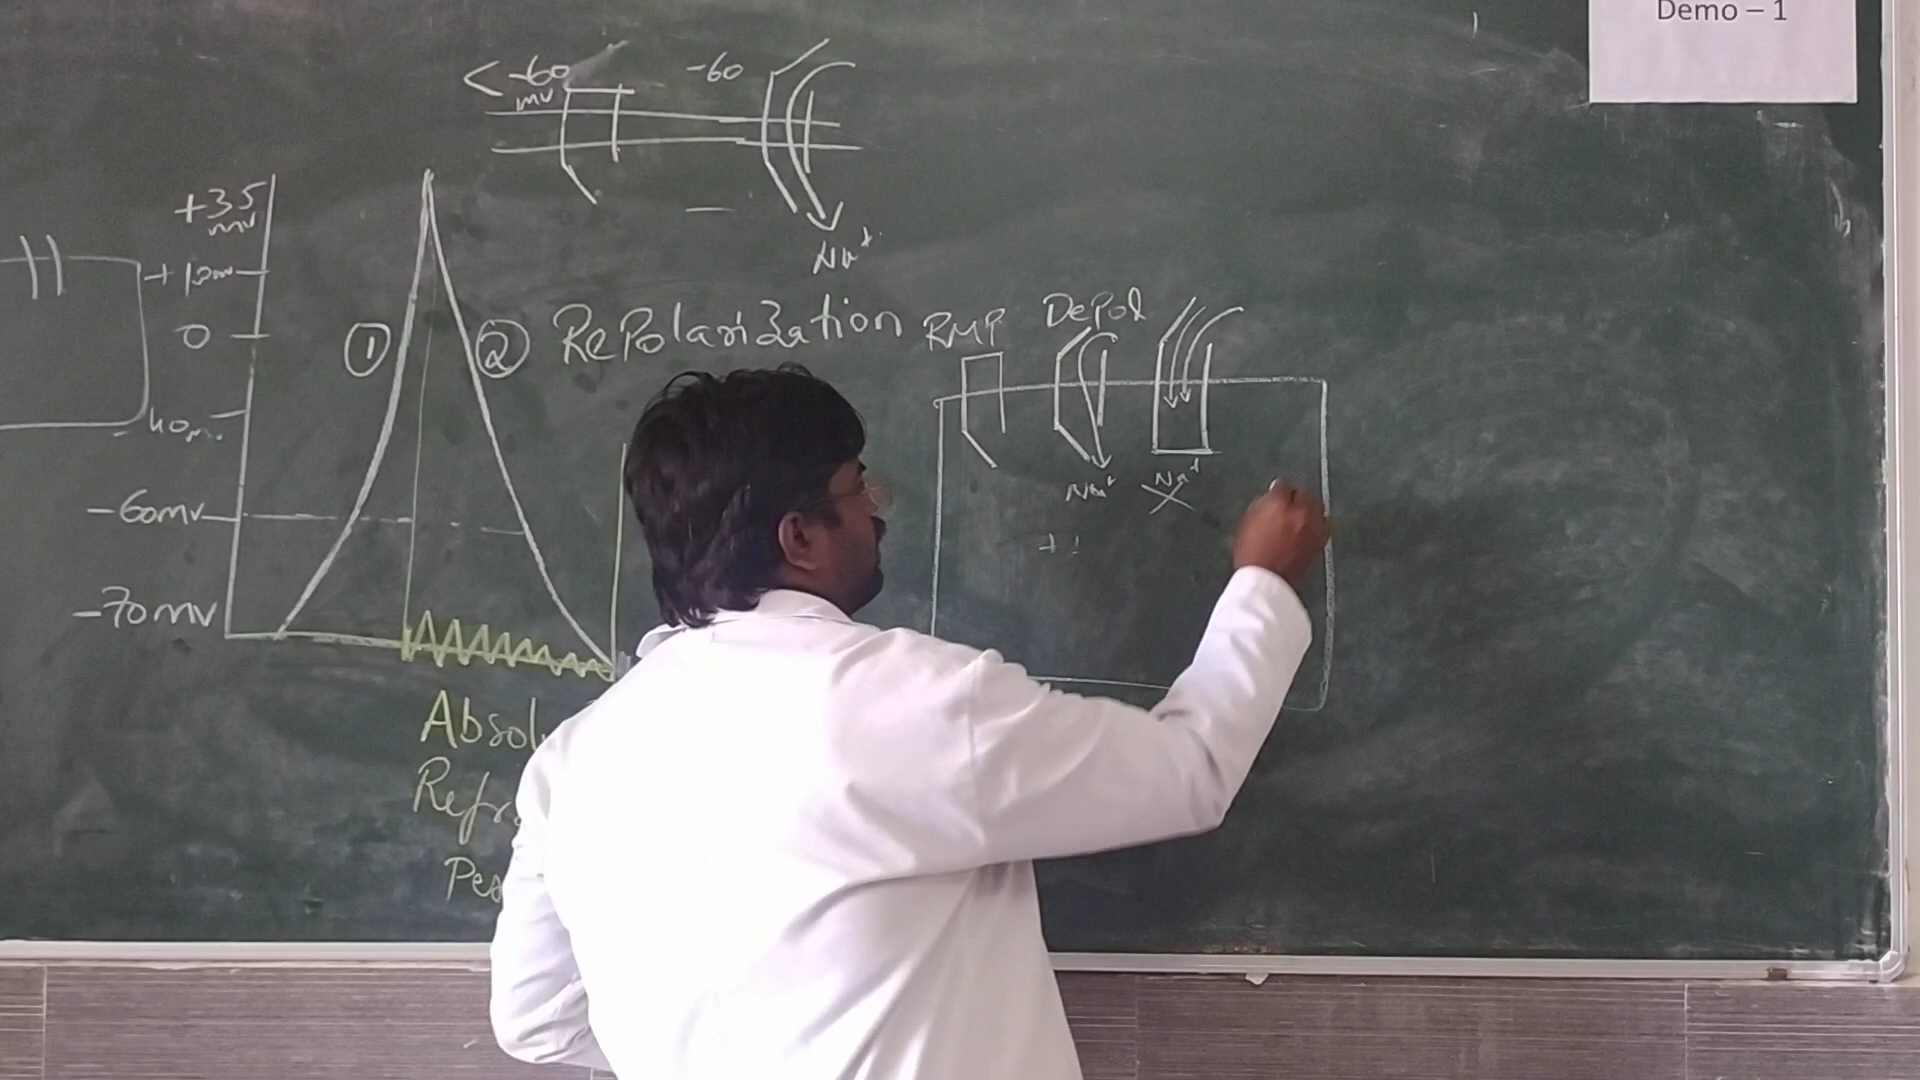 Demo – 1
< -60
mv
-60
Na+
+35
mv
+10mv
0
-60mv
-70mv
①
② RePolarization
RMP
DePol
Na+
Na+
Absol
Refr
Pe